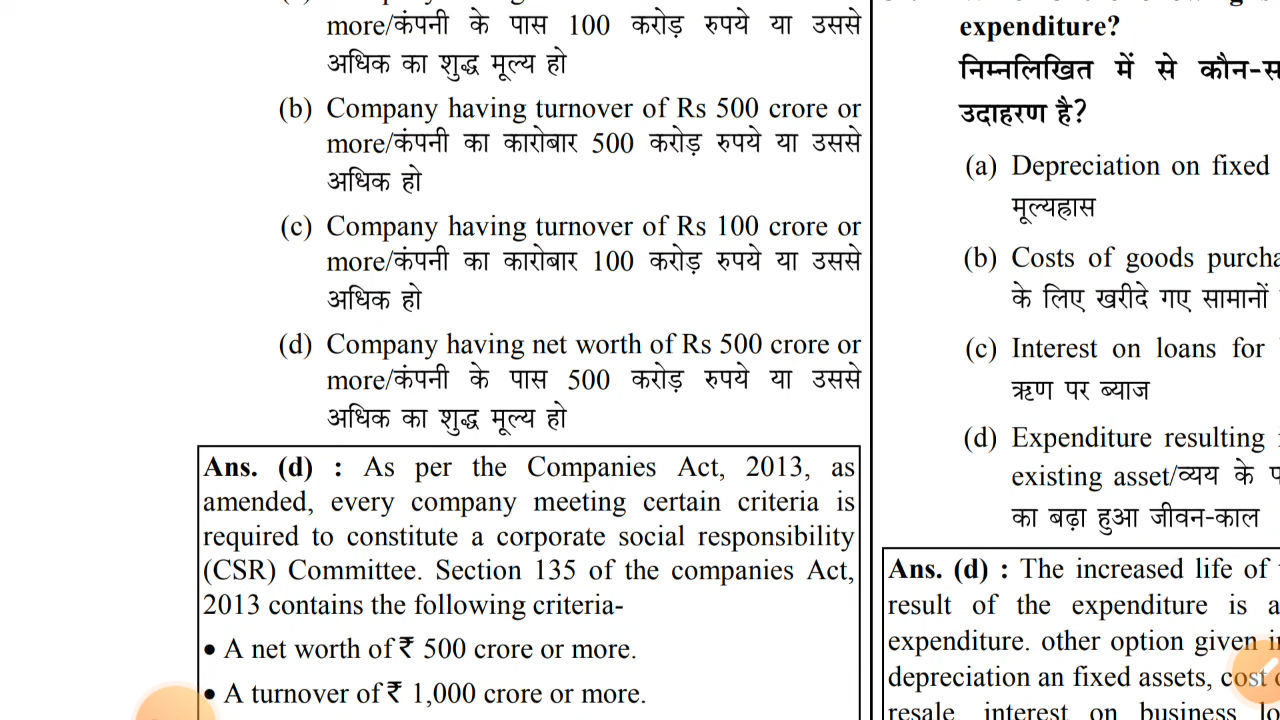 more/कंपनी के पास 100 करोड़ रुपये या उससे
अधिक का शुद्ध मूल्य हो
(b) Company having turnover of Rs 500 crore or
more/कंपनी का कारोबार 500 करोड़ रुपये या उससे
अधिक हो
(c) Company having turnover of Rs 100 crore or
more/कंपनी का कारोबार 100 करोड़ रुपये या उससे
अधिक हो
(d) Company having net worth of Rs 500 crore or
more/कंपनी के पास 500 करोड़ रुपये या उससे
अधिक का शुद्ध मूल्य हो
Ans. (d) : As per the Companies Act, 2013, as
amended, every company meeting certain criteria is
required to constitute a corporate social responsibility
(CSR) Committee. Section 135 of the companies Act,
2013 contains the following criteria-
• A net worth of ₹ 500 crore or more.
• A turnover of ₹ 1,000 crore or more.
expenditure?
निम्नलिखित में से कौन-स
उदाहरण है?
(a) Depreciation on fixed
मूल्यह्रास
(b) Costs of goods purcha
के लिए खरीदे गए सामानों
(c) Interest on loans for
ऋण पर ब्याज
(d) Expenditure resulting
existing asset/व्यय के
का बढ़ा हुआ जीवन-काल
Ans. (d) : The increased life of
result of the expenditure is a
expenditure. other option given in
depreciation an fixed assets, cost
resale, interest on business lo